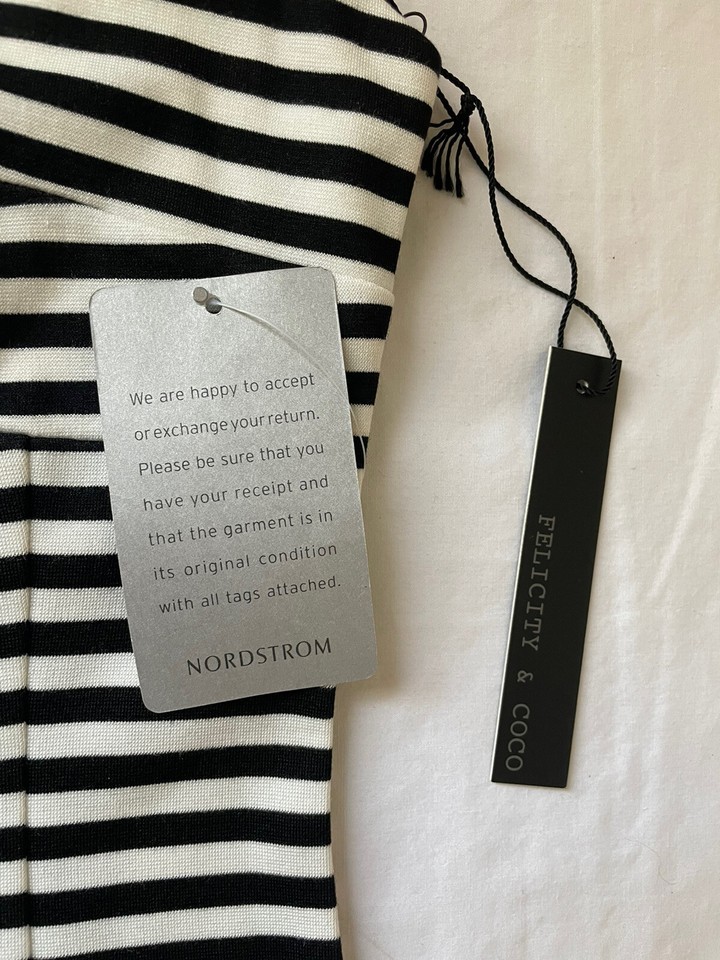 We are happy to accept
or exchange your return.
Please be sure that you
have your receipt and
that the garment is in
its original condition
with all tags attached.
NORDSTROM
FELICITY & COCO